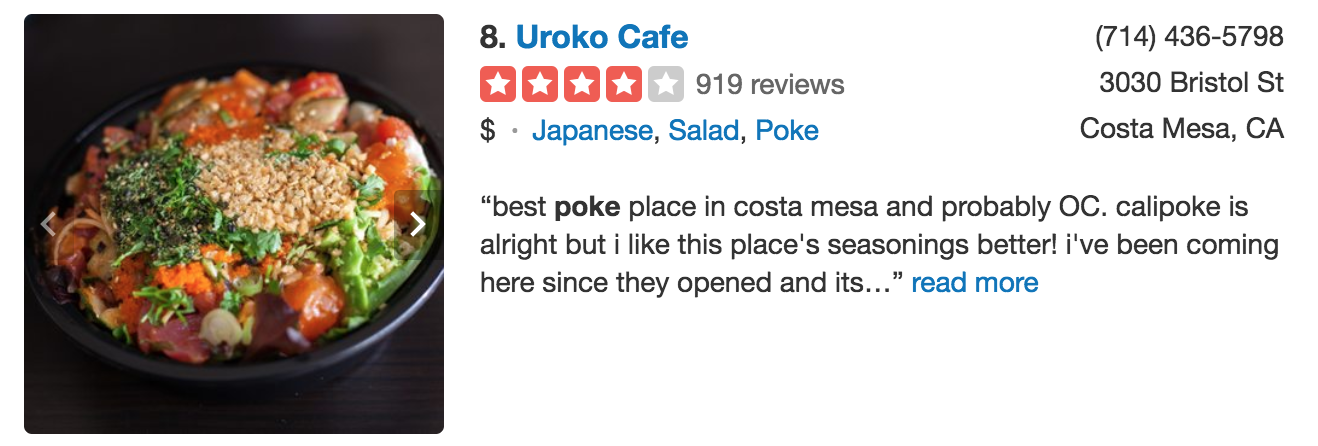 8. Uroko Cafe
919 reviews
$ · Japanese, Salad, Poke
(714) 436-5798
3030 Bristol St
Costa Mesa, CA
“best poke place in costa mesa and probably OC. calipoke is
alright but i like this place's seasonings better! i've been coming
here since they opened and its…” read more